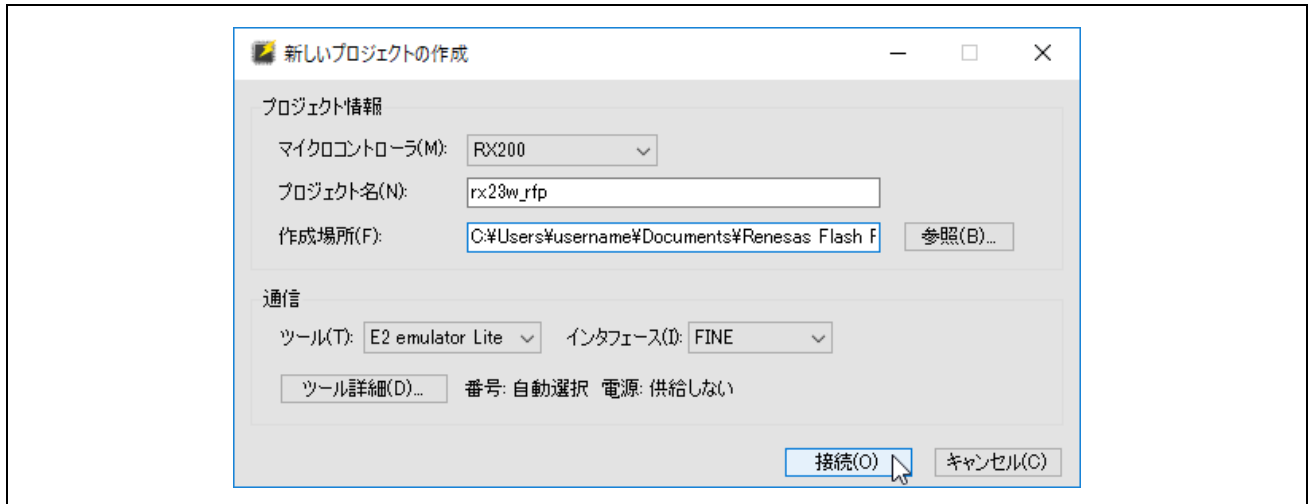 新しいプロジェクトの作成
プロジェクト情報
マイクロコントローラ(M): RX200
プロジェクト名(N): rx23w_rfp
作成場所(F): C:¥Users¥username¥Documents¥Renesas Flash F 参照(B)...
通信
ツール(T): E2 emulator Lite インタフェース(I): FINE
ツール詳細(D)... 番号: 自動選択 電源: 供給しない
接続(O) キャンセル(C)